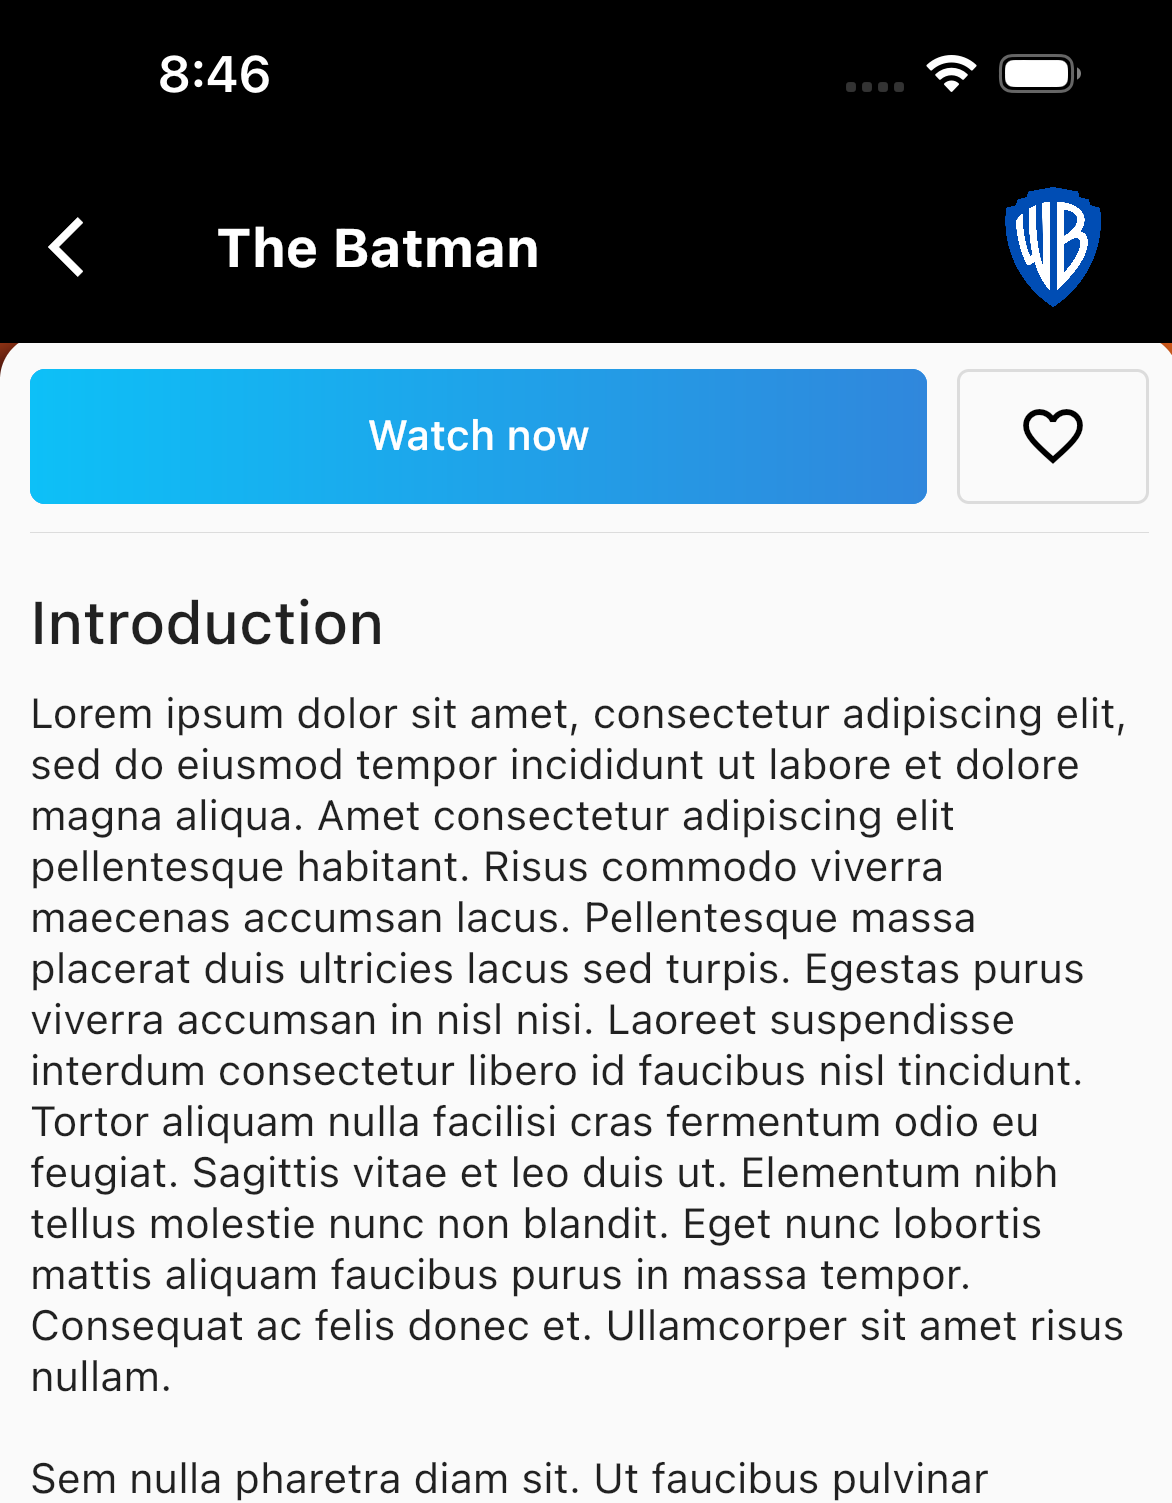 8:46
The Batman
WB
Watch now
Introduction
Lorem ipsum dolor sit amet, consectetur adipiscing elit,
sed do eiusmod tempor incididunt ut labore et dolore
magna aliqua. Amet consectetur adipiscing elit
pellentesque habitant. Risus commodo viverra
maecenas accumsan lacus. Pellentesque massa
placerat duis ultricies lacus sed turpis. Egestas purus
viverra accumsan in nisl nisi. Laoreet suspendisse
interdum consectetur libero id faucibus nisl tincidunt.
Tortor aliquam nulla facilisi cras fermentum odio eu
feugiat. Sagittis vitae et leo duis ut. Elementum nibh
tellus molestie nunc non blandit. Eget nunc lobortis
mattis aliquam faucibus purus in massa tempor.
Consequat ac felis donec et. Ullamcorper sit amet risus
nullam.
Sem nulla pharetra diam sit. Ut faucibus pulvinar